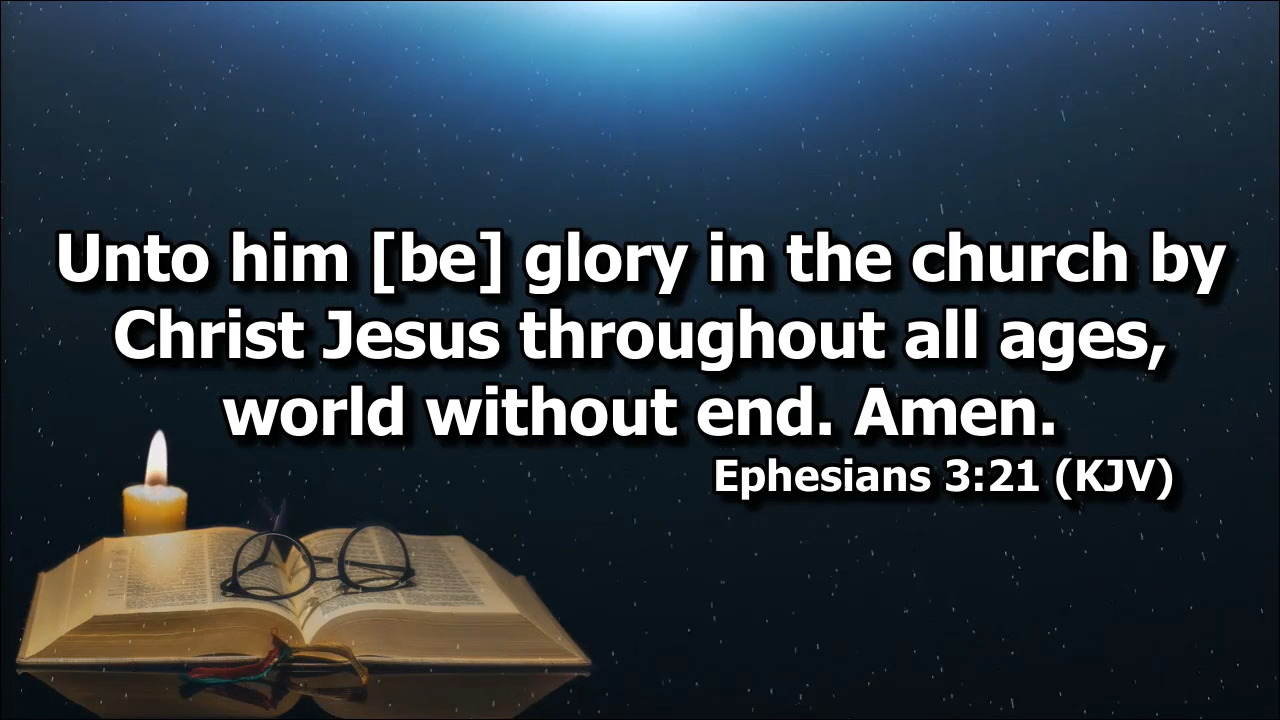 Unto him [be] glory in the church by
Christ Jesus throughout all ages,
world without end. Amen.
Ephesians 3:21 (KJV)